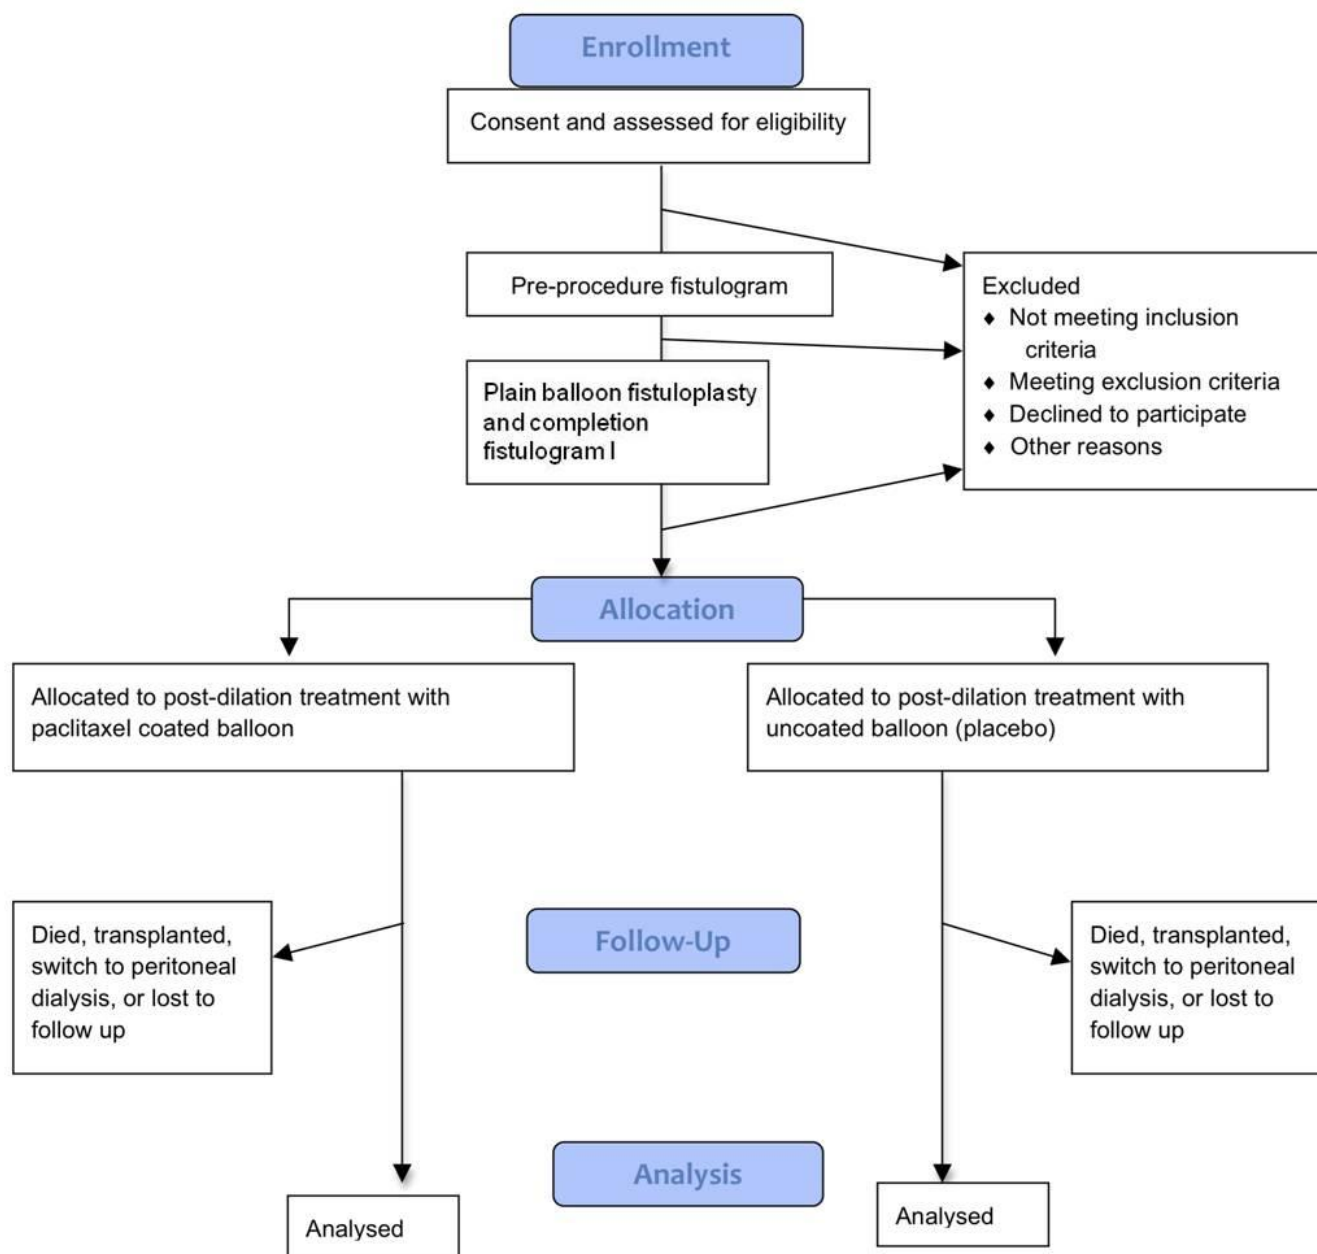 Enrollment
Consent and assessed for eligibility
Pre-procedure fistulogram
Excluded
♦ Not meeting inclusion
criteria
♦ Meeting exclusion criteria
♦ Declined to participate
♦ Other reasons
Plain balloon fistuloplasty
and completion
fistulogram I
Allocation
Allocated to post-dilation treatment with
paclitaxel coated balloon
Allocated to post-dilation treatment with
uncoated balloon (placebo)
Follow-Up
Died, transplanted,
switch to peritoneal
dialysis, or lost to
follow up
Died, transplanted,
switch to peritoneal
dialysis, or lost to
follow up
Analysis
Analysed
Analysed